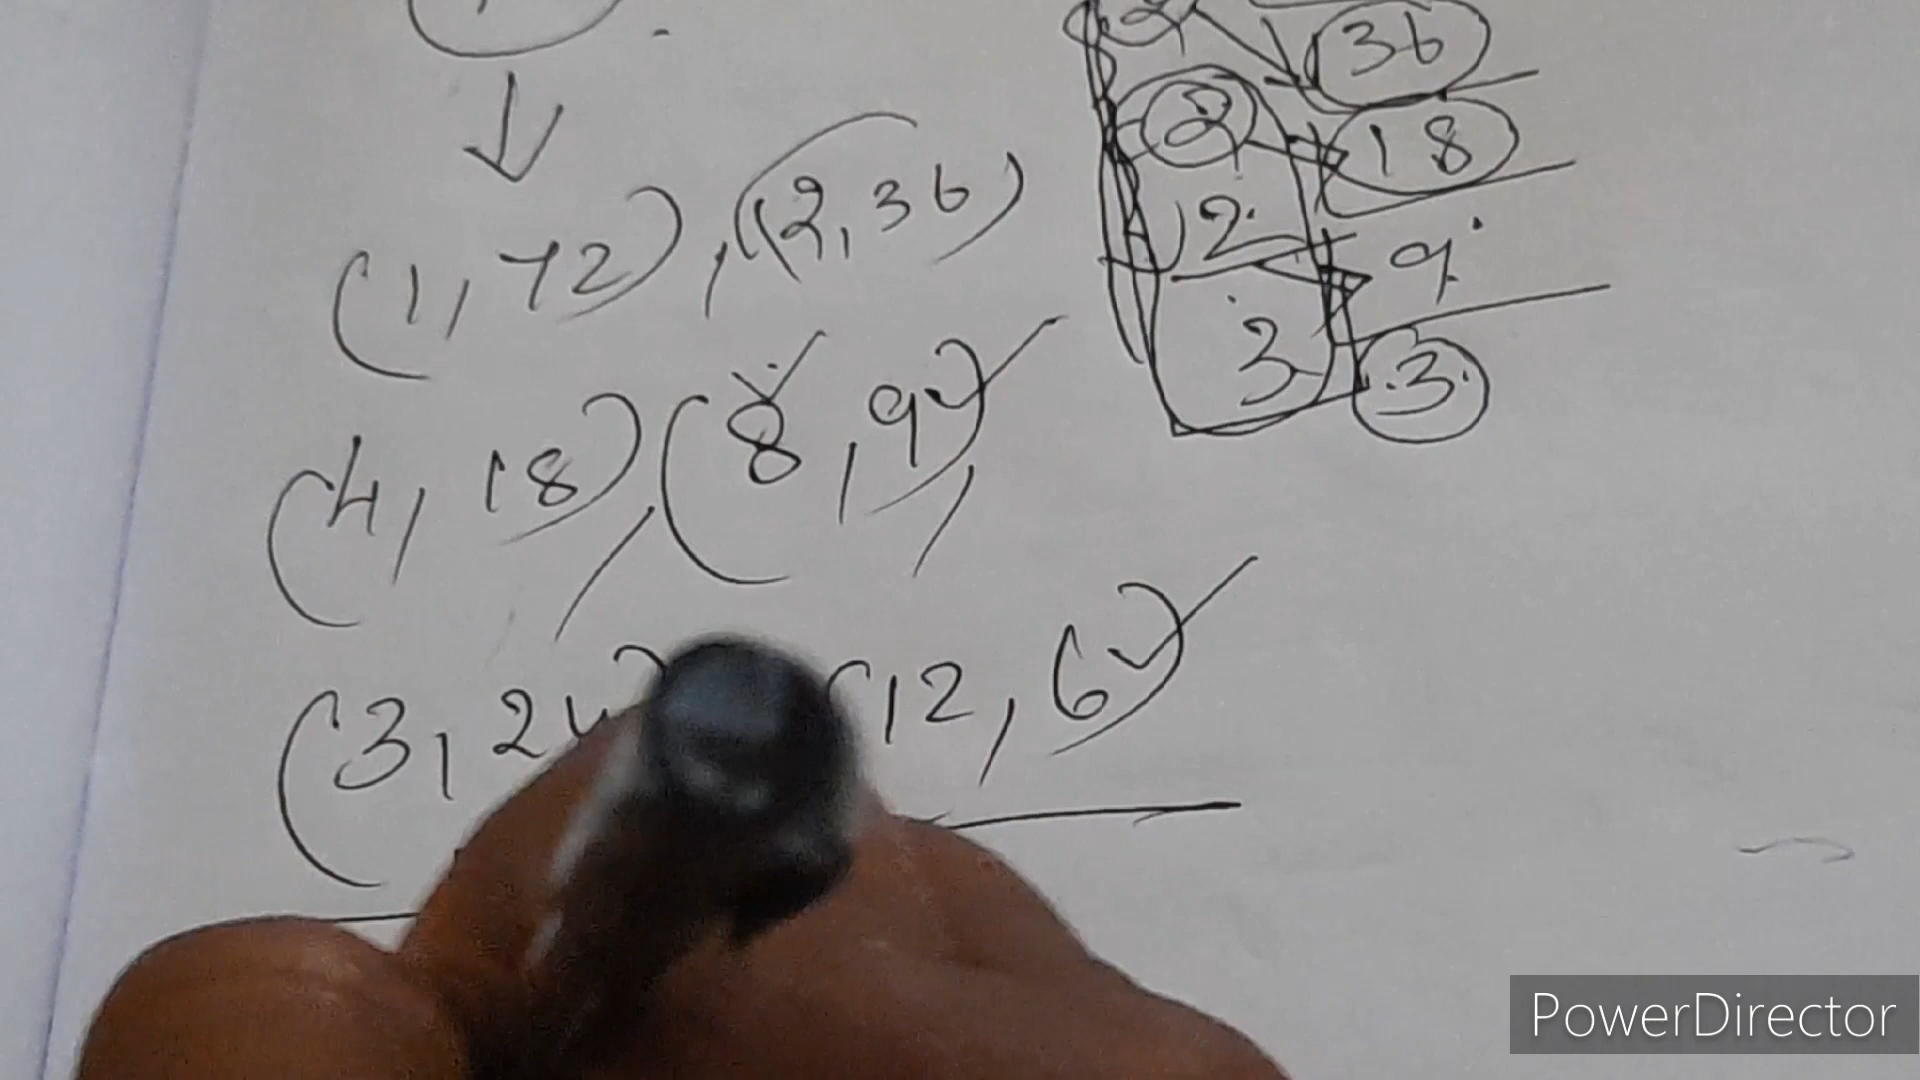 (1, 72), (2, 36)
(4, 18), (8, 9),
(3, 24) (12, 6)
2 36
2 18
2 9
3 3
PowerDirector